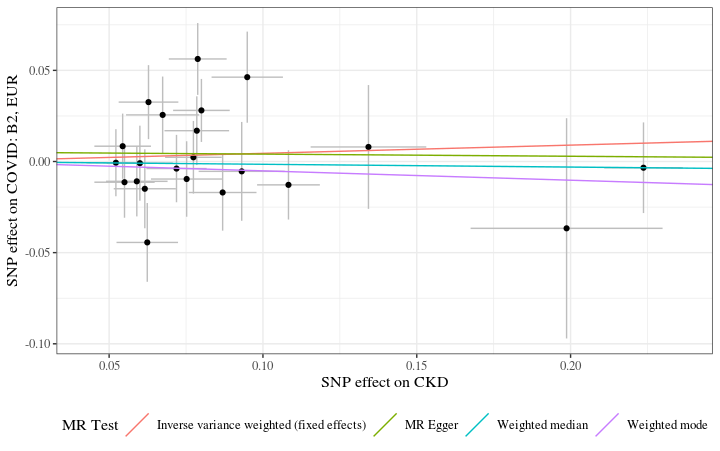 SNP effect on COVID: B2, EUR
0.05
0.00
-0.05
-0.10
0.05 0.10 0.15 0.20
SNP effect on CKD
MR Test Inverse variance weighted (fixed effects) MR Egger Weighted median Weighted mode